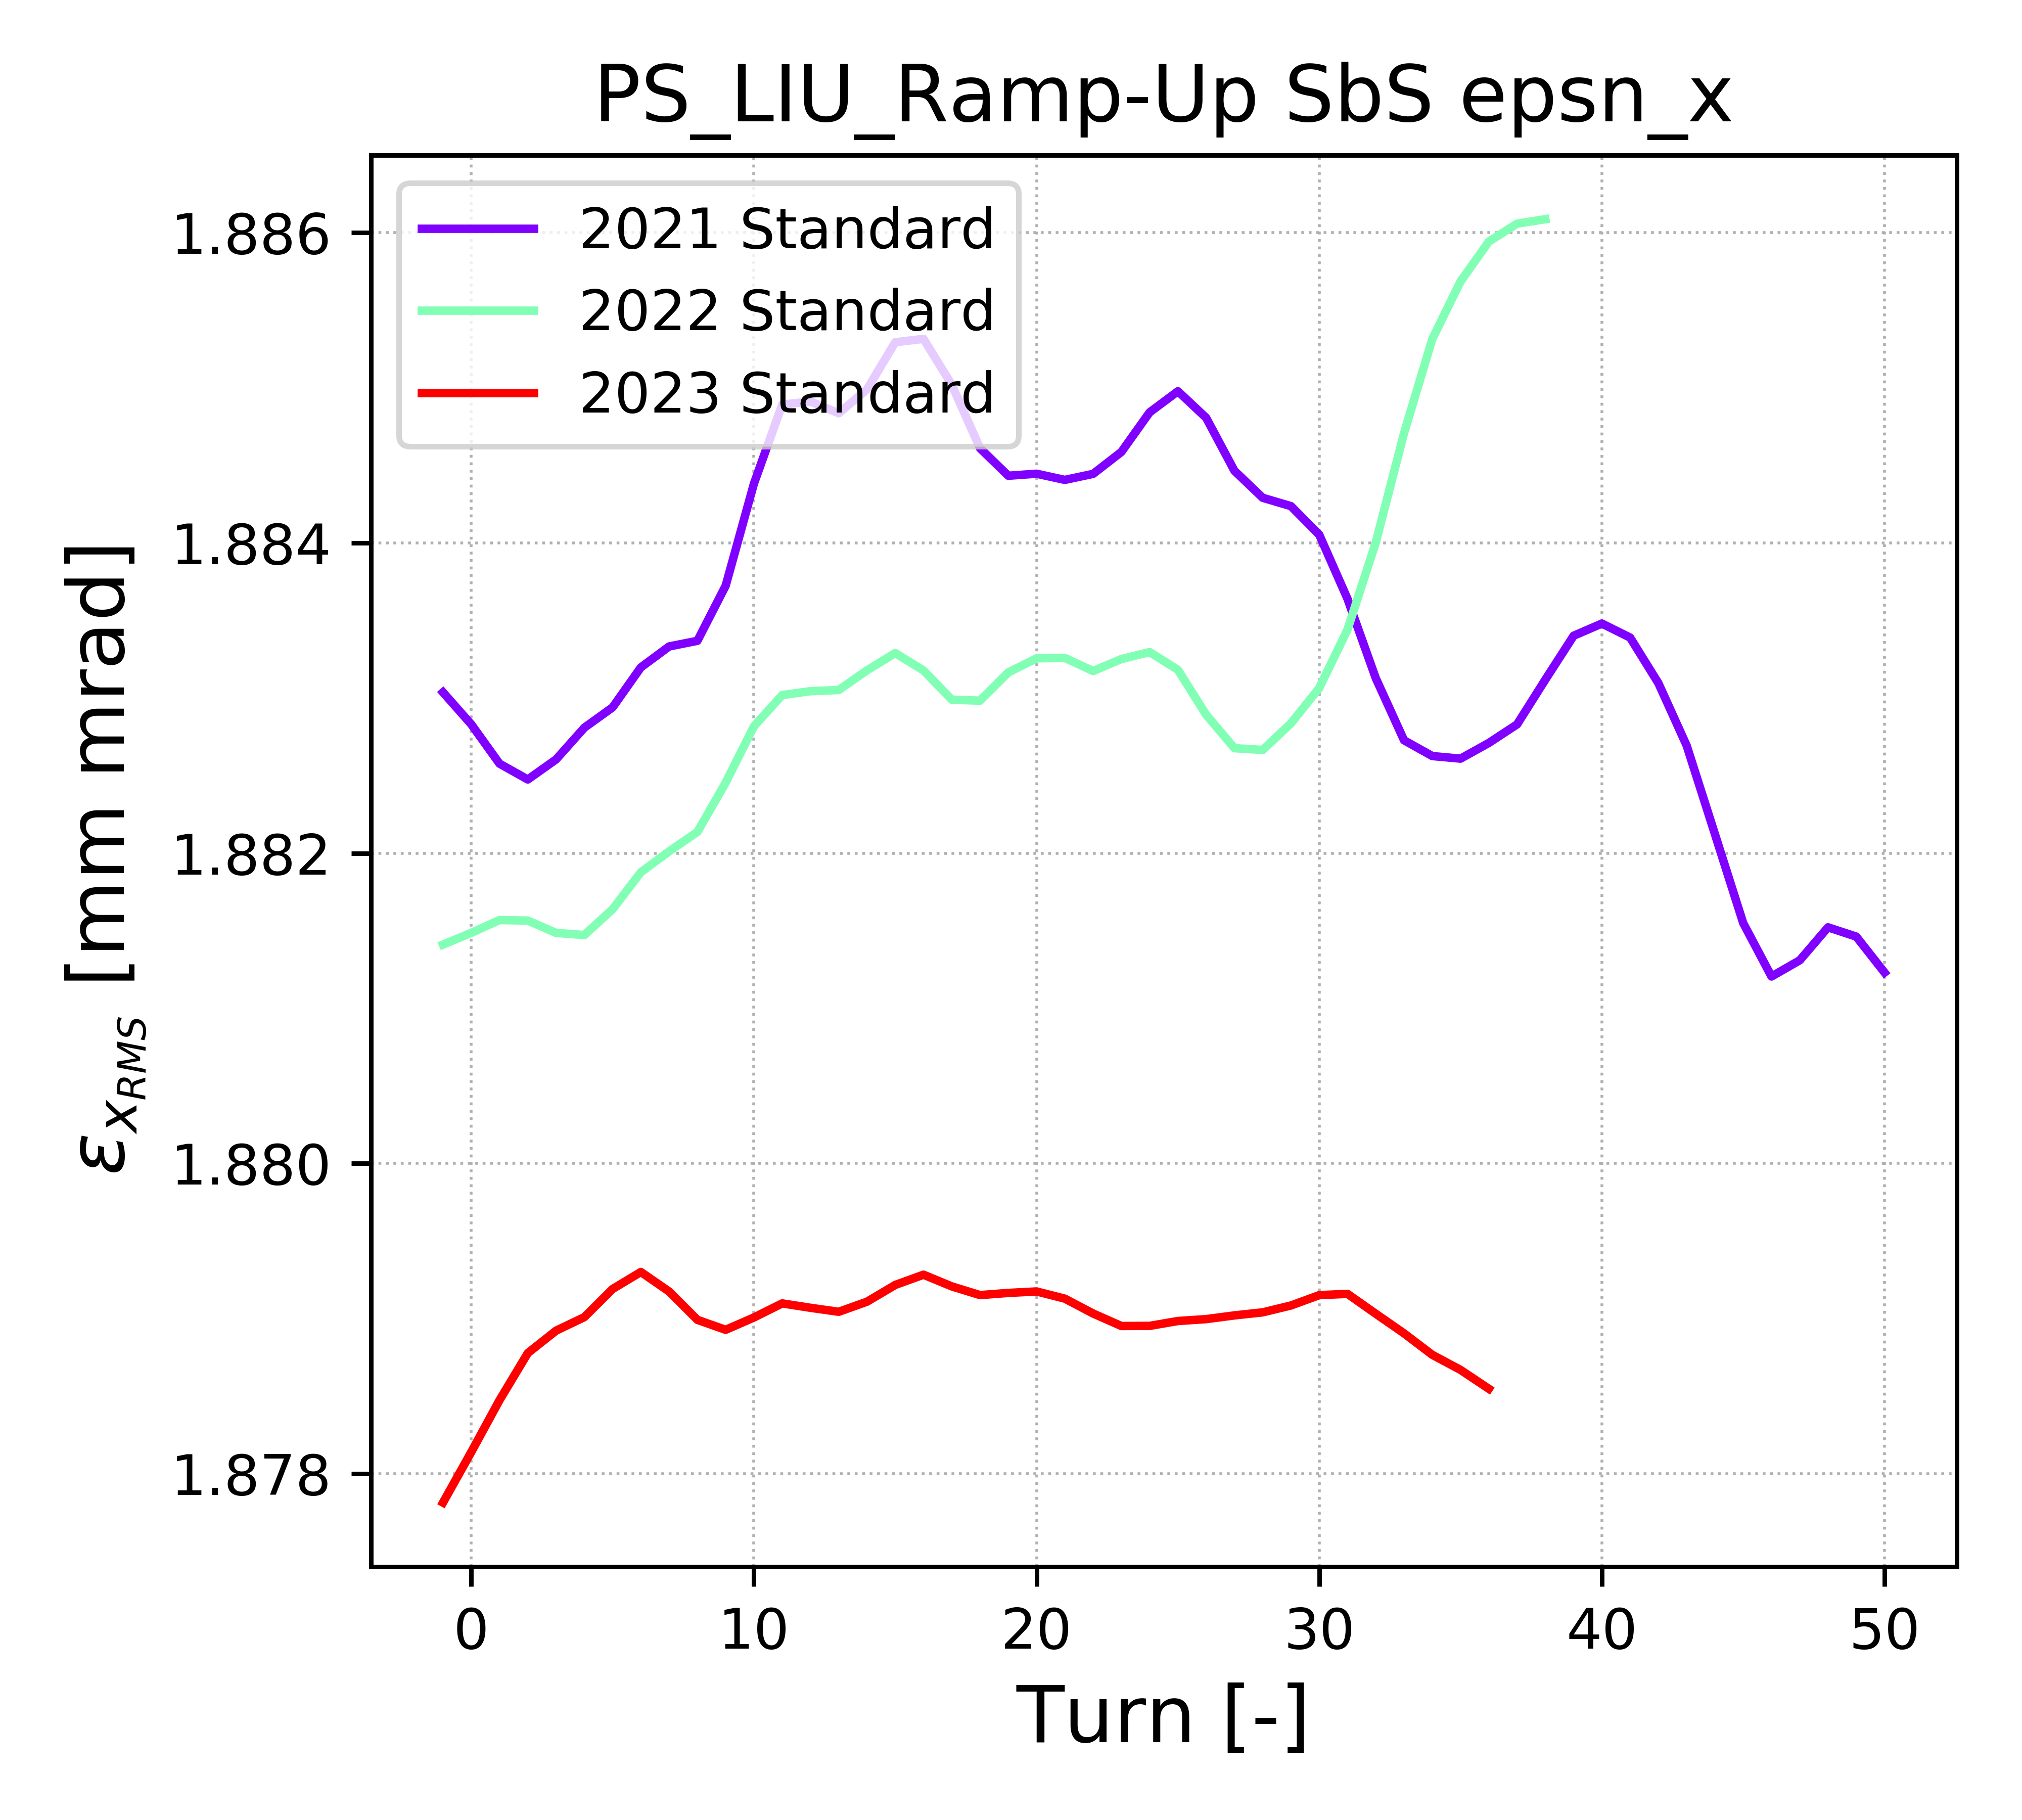 PS_LIU_Ramp-Up SbS epsn_x
2021 Standard
2022 Standard
2023 Standard
1.886
1.884
1.882
1.880
1.878
ε_{x_{RMS}} [mm mrad]
0 10 20 30 40 50
Turn [-]